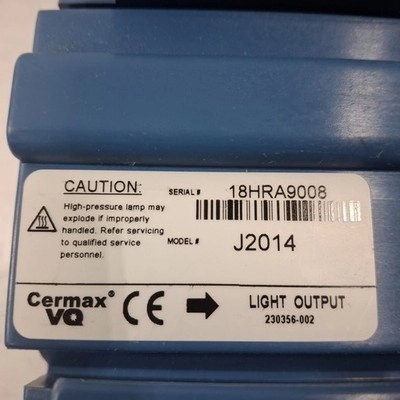 CAUTION:
High-pressure lamp may
explode if improperly
handled. Refer servicing
to qualified service
personnel.
SERIAL # 18HRA9008
MODEL # J2014
Cermax®
VQ
CE
LIGHT OUTPUT
230356-002